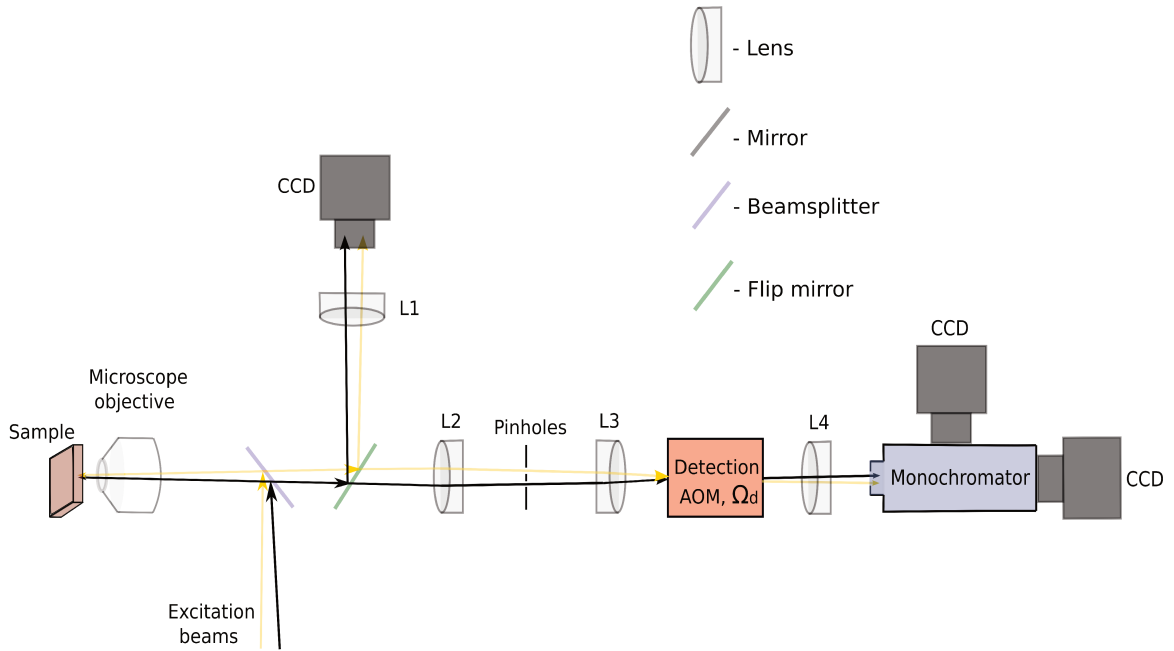 - Lens
- Mirror
- Beamsplitter
- Flip mirror
CCD
L1
CCD
Microscope
objective
Sample
L2
Pinholes
L3
L4
Detection
AOM, Ωd
Monochromator
CCD
Excitation
beams